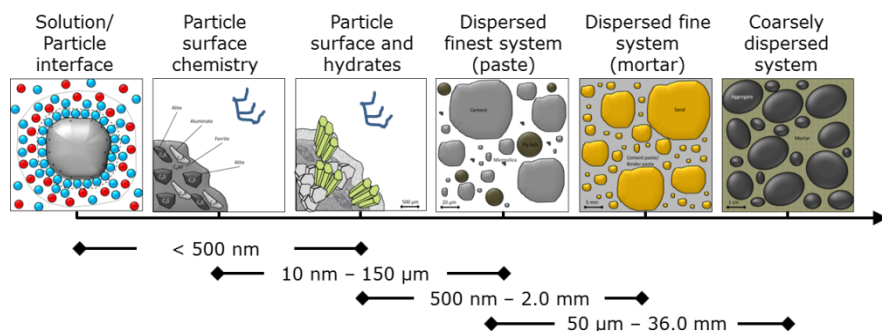 Solution/
Particle
interface
Particle
surface
chemistry
Particle
surface and
hydrates
Dispersed
finest system
(paste)
Dispersed fine
system
(mortar)
Coarsely
dispersed
system
Alite
Aluminate
Ferrite
Alite
500 µm
Cement
Fly ash
Microsilica
20 µm
Sand
Cement paste/
Binder paste
5 mm
Aggregate
Mortar
1 cm
< 500 nm
10 nm – 150 µm
500 nm – 2.0 mm
50 µm – 36.0 mm